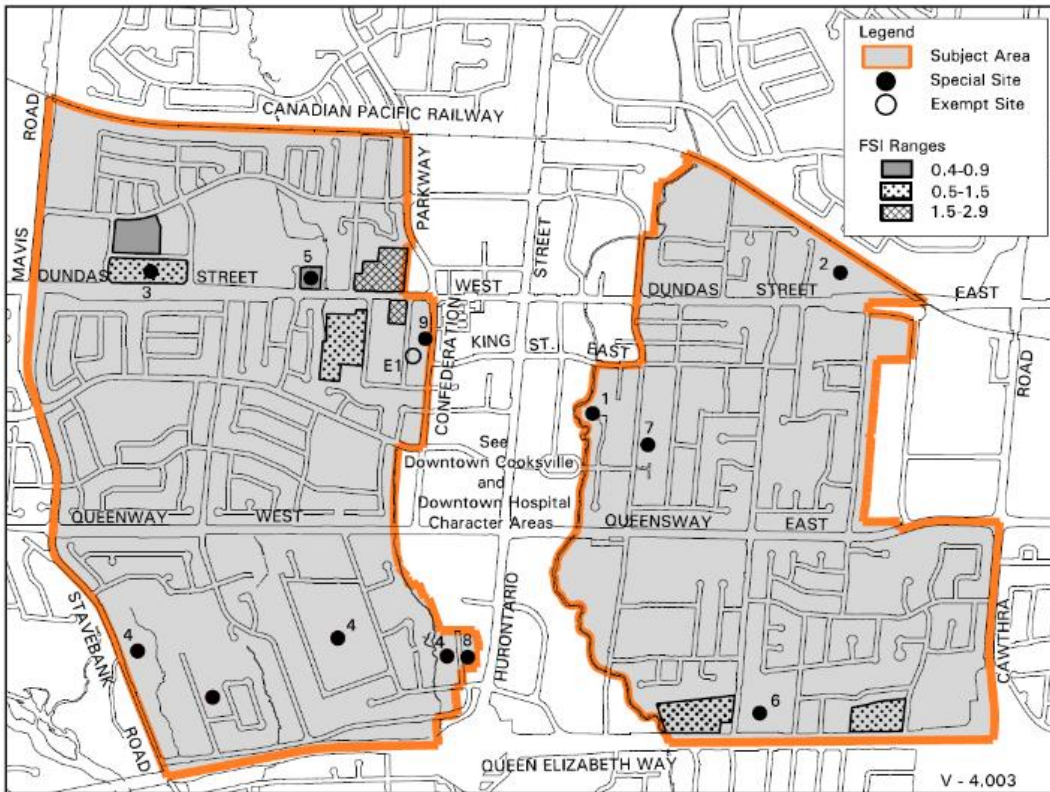 Legend
Subject Area
Special Site
Exempt Site
FSI Ranges
0.4-0.9
0.5-1.5
1.5-2.9
CANADIAN PACIFIC RAILWAY
MAVIS ROAD
PARKWAY
CONFEDERATION
STREET
HURONTARIO
DUNDAS STREET WEST
DUNDAS STREET EAST
5
3
2
9
E1
KING ST. EAST
1
7
See
Downtown Cooksville
and
Downtown Hospital
Character Areas
QUEENWAY WEST
QUEENSWAY EAST
ROAD
CAWTHRA
STAVEBANK
ROAD
4
4
4
8
6
QUEEN ELIZABETH WAY
V - 4,003